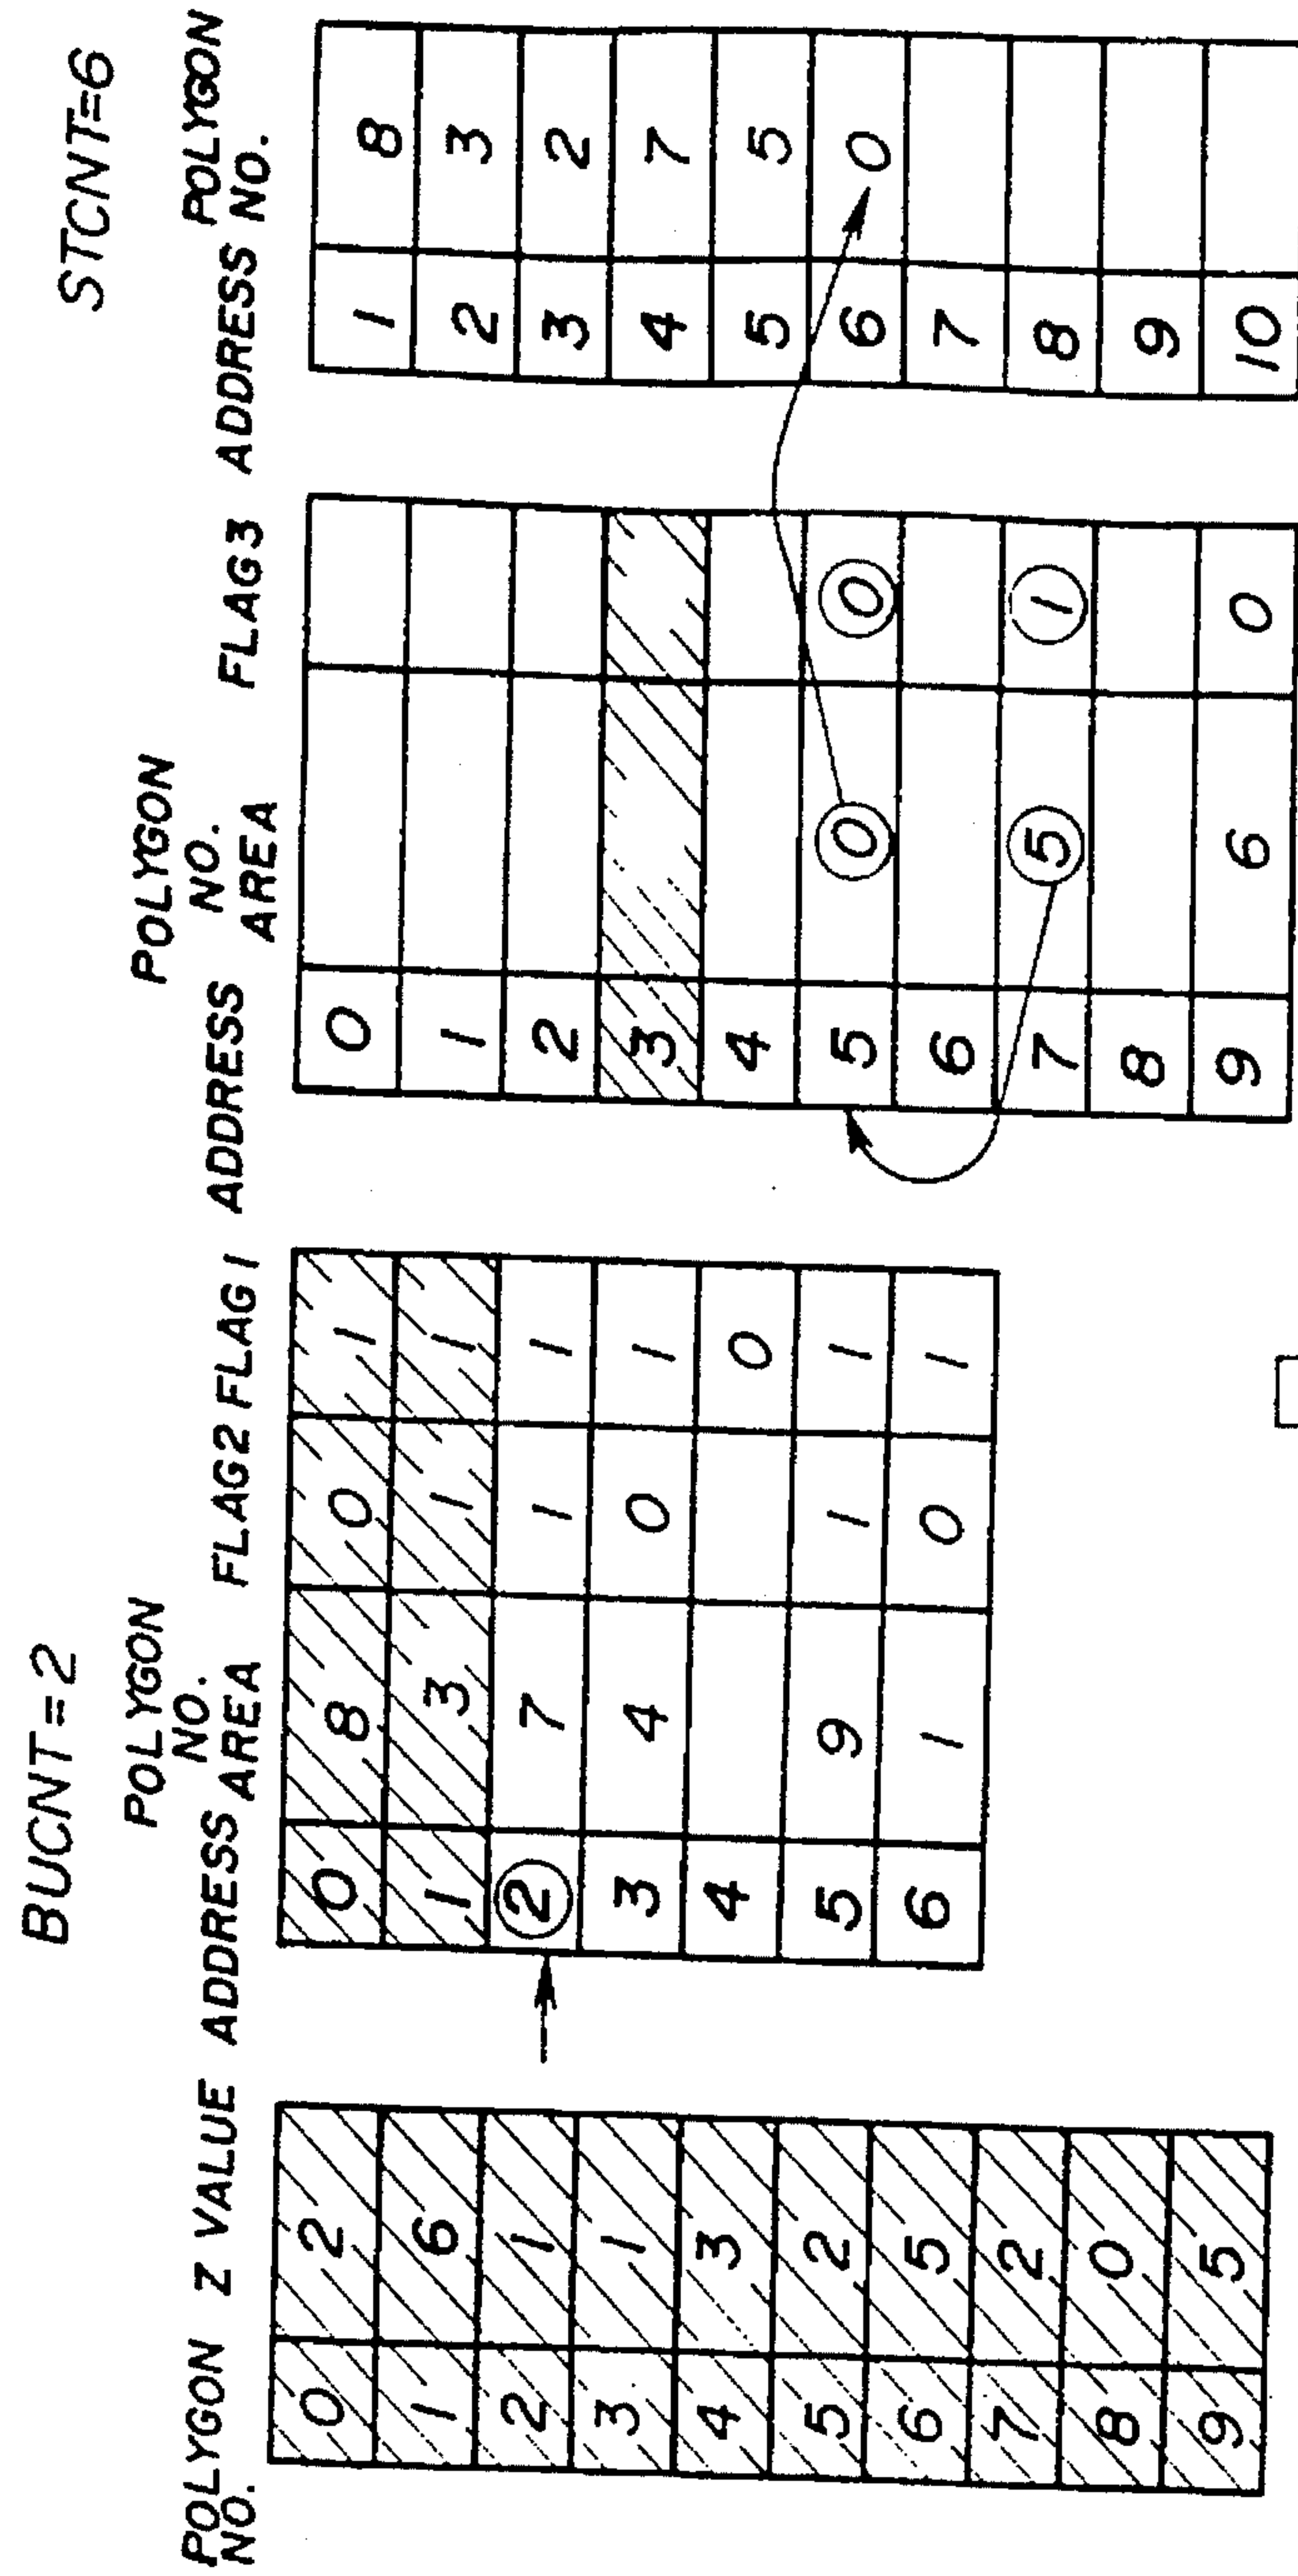 BUCNT=2
STCNT=6
POLYGON NO. Z VALUE
0 2
1 6
2 1
3 1
4 3
5 2
6 5
7 2
8 0
9 5
ADDRESS POLYGON NO. AREA FLAG2 FLAG1
0 8 0 1
1 3 1 1
2 7 1 1
3 4 0 1
4 0
5 9 1 1
6 1 0 1
ADDRESS POLYGON NO. AREA FLAG3
0
1
2
3
4
5 0 0
6
7 5 1
8
9 6 0
ADDRESS POLYGON NO.
1 8
2 3
3 2
4 7
5 5
6 0
7
8
9
10